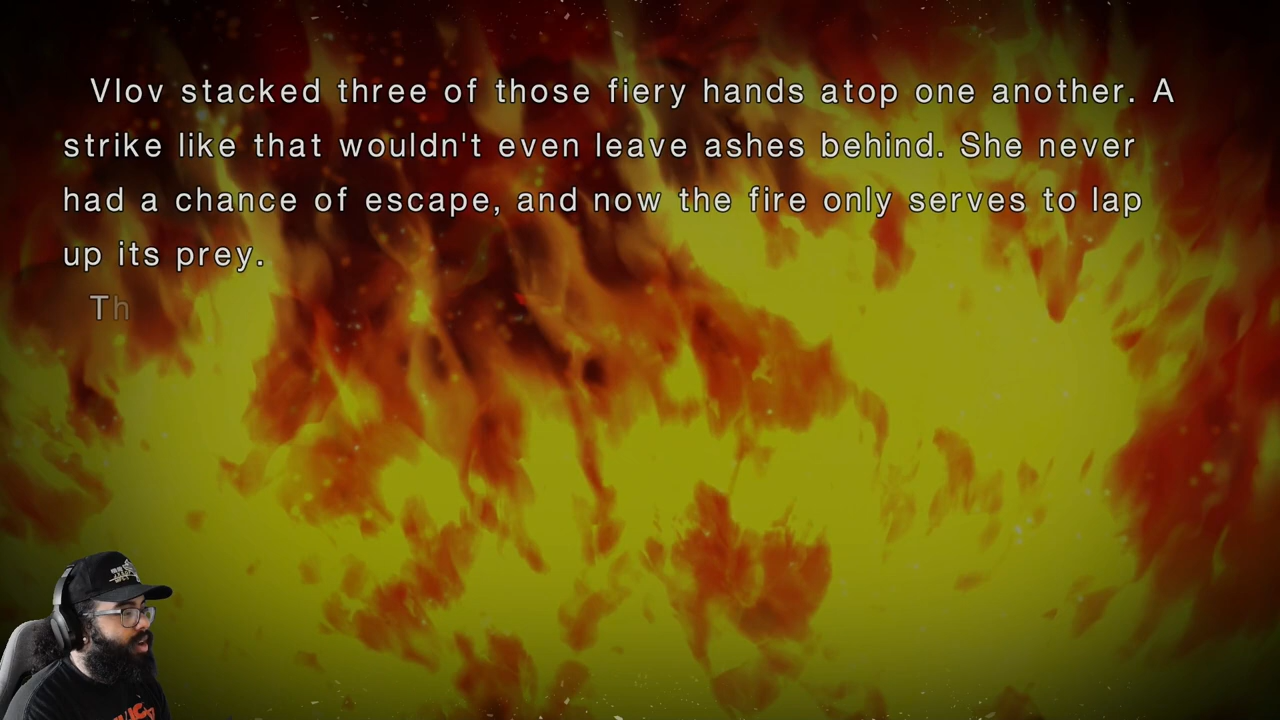 Vlov stacked three of those fiery hands atop one another. A
strike like that wouldn't even leave ashes behind. She never
had a chance of escape, and now the fire only serves to lap
up its prey.
Th